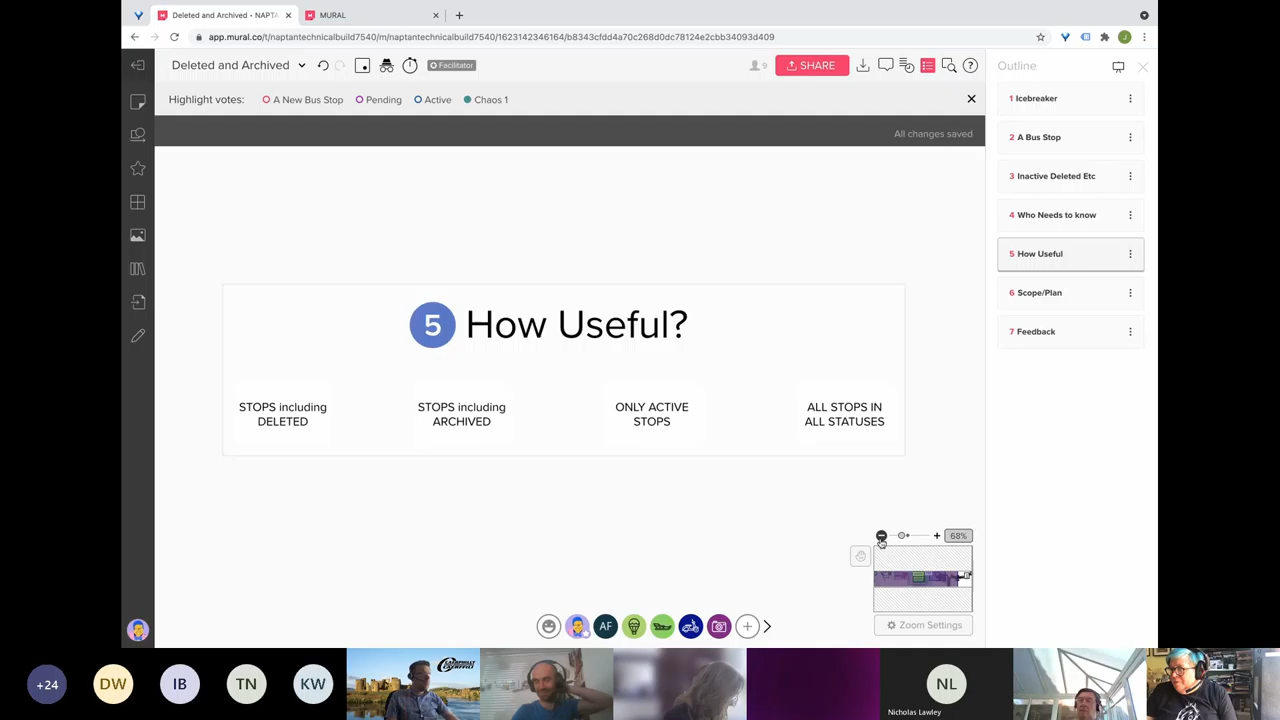 Deleted and Archived • NAPTA
MURAL
app.mural.co/t/naptantechnicalbuild7540/m/naptantechnicalbuild7540/1623142346164/b8343cfdd4a70c268d0dc78124e2cbb34093d409
J
Deleted and Archived
Facilitator
9
SHARE
Outline
Highlight votes:
A New Bus Stop
Pending
Active
Chaos 1
All changes saved
1 Icebreaker
2 A Bus Stop
3 Inactive Deleted Etc
4 Who Needs to know
5 How Useful
6 Scope/Plan
7 Feedback
5 How Useful?
STOPS including
DELETED
STOPS including
ARCHIVED
ONLY ACTIVE
STOPS
ALL STOPS IN
ALL STATUSES
68%
Zoom Settings
AF
+24
DW
IB
TN
KW
NL
Nicholas Lawley